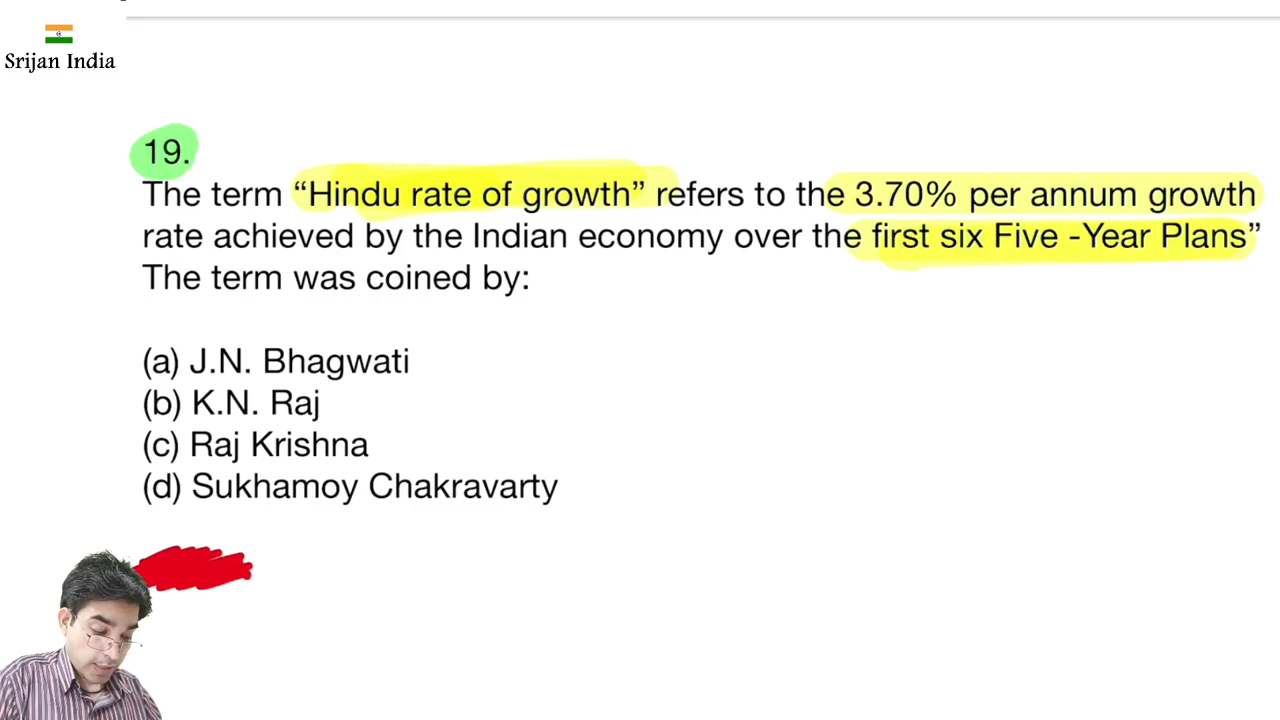 Srijan India
19.
The term “Hindu rate of growth” refers to the 3.70% per annum growth
rate achieved by the Indian economy over the first six Five -Year Plans”
The term was coined by:
(a) J.N. Bhagwati
(b) K.N. Raj
(c) Raj Krishna
(d) Sukhamoy Chakravarty